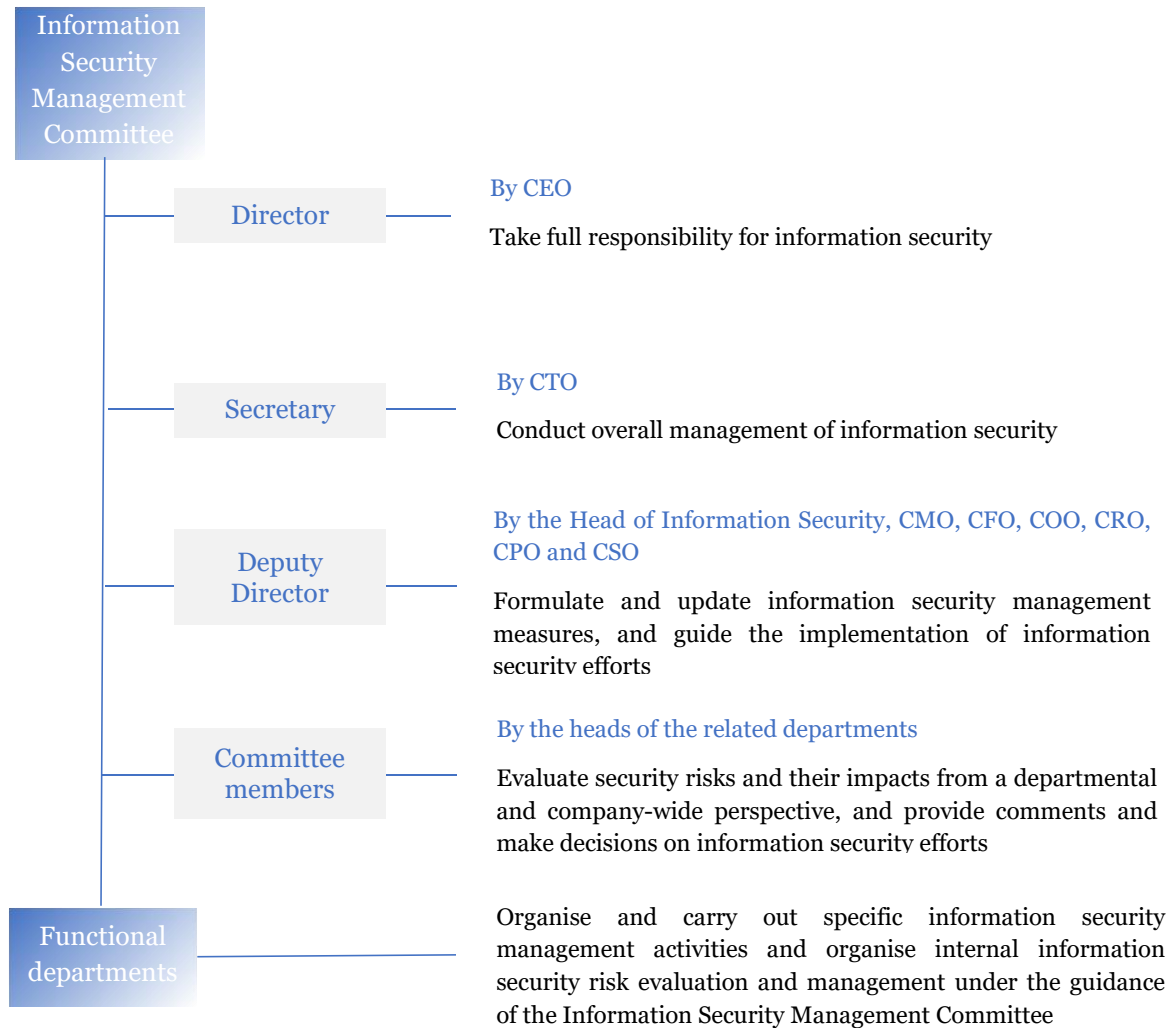 Information
Security
Management
Committee
Director
By CEO
Take full responsibility for information security
Secretary
By CTO
Conduct overall management of information security
Deputy
Director
By the Head of Information Security, CMO, CFO, COO, CRO,
CPO and CSO
Formulate and update information security management
measures, and guide the implementation of information
security efforts
Committee
members
By the heads of the related departments
Evaluate security risks and their impacts from a departmental
and company-wide perspective, and provide comments and
make decisions on information security efforts
Functional
departments
Organise and carry out specific information security
management activities and organise internal information
security risk evaluation and management under the guidance
of the Information Security Management Committee